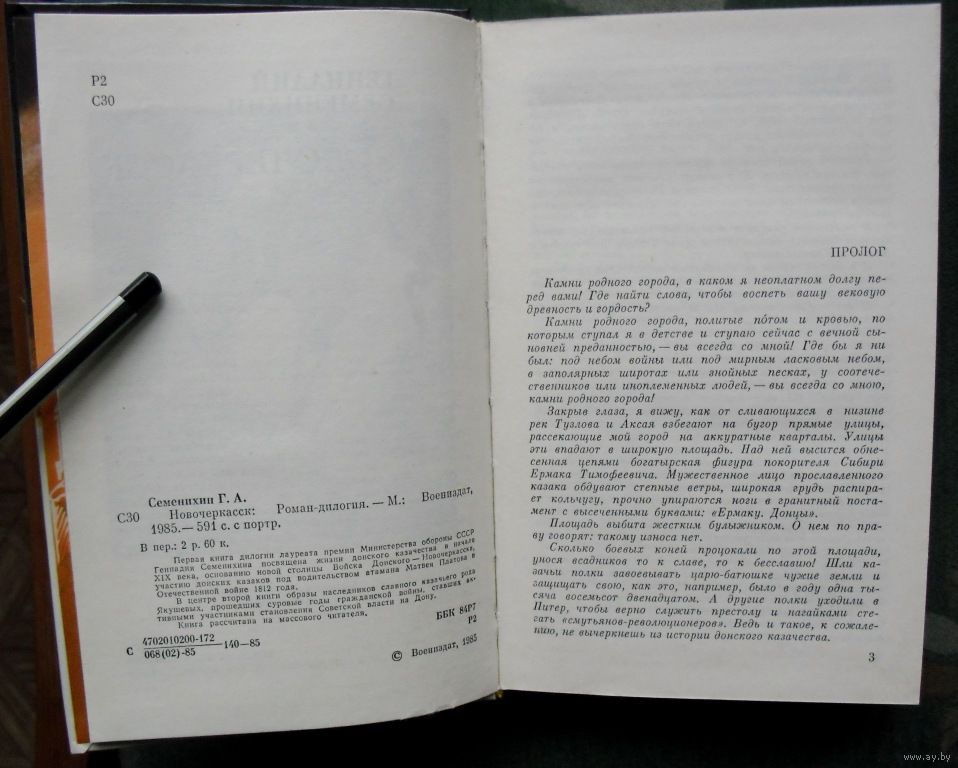 Р2
С30
Семенихин Г. А.
С30 Новочеркасск: Роман-дилогия. — М.: Воениздат,
1985.— 591 с. с портр.
В пер.: 2 р. 60 к.
Первая книга дилогии лауреата премии Министерства обороны СССР
Геннадия Семенихина посвящена жизни донского казачества в начале
XIX века, основанию новой столицы Войска Донского — Новочеркасска,
участию донских казаков под водительством атамана Матвея Платова в
Отечественной войне 1812 года.
В центре второй книги образы наследников славного казачьего рода
Якушевых, прошедших суровые годы гражданской войны, ставших ак-
тивными участниками становления Советской власти на Дону.
Книга рассчитана на массового читателя.
С 4702010200-172
068(02)-85 140—85
ББК 84Р7
Р2
© Воениздат, 1985
ПРОЛОГ
Камни родного города, в каком я неоплатном долгу пе-
ред вами! Где найти слова, чтобы воспеть вашу вековую
древность и гордость?
Камни родного города, политые по́том и кровью, по
которым ступал я в детстве и ступаю сейчас с вечной сы-
новней преданностью, — вы всегда со мной! Где бы я ни
был: под небом войны или под мирным ласковым небом,
в заполярных широтах или знойных песках, у соотече-
ственников или иноплеменных людей, — вы всегда со мною,
камни родного города!
Закрыв глаза, я вижу, как от сливающихся в низине
рек Тузлова и Аксая взбегают на бугор прямые улицы,
рассекающие мой город на аккуратные кварталы. Улицы
эти впадают в широкую площадь. Над ней высится обне-
сенная цепями богатырская фигура покорителя Сибири
Ермака Тимофеевича. Мужественное лицо прославленного
казака обдувают степные ветры, широкая грудь распира-
ет кольчугу, прочно упираются ноги в гранитный поста-
мент с высеченными буквами: «Ермаку. Донцы».
Площадь выбита жестким булыжником. О нем по пра-
ву говорят: такому износа нет.
Сколько боевых коней процокали по этой площади,
унося всадников то к славе, то к бесславию! Шли ка-
зачьи полки завоевывать царю-батюшке чужие земли и
защищать свою, как это, например, было в году одна ты-
сяча восемьсот двенадцатом. А другие полки уходили в
Питер, чтобы верно служить престолу и нагайками сте-
гать «смутьянов-революционеров». Ведь и такое, к сожале-
нию, не вычеркнешь из истории донского казачества.
3
www.ay.by